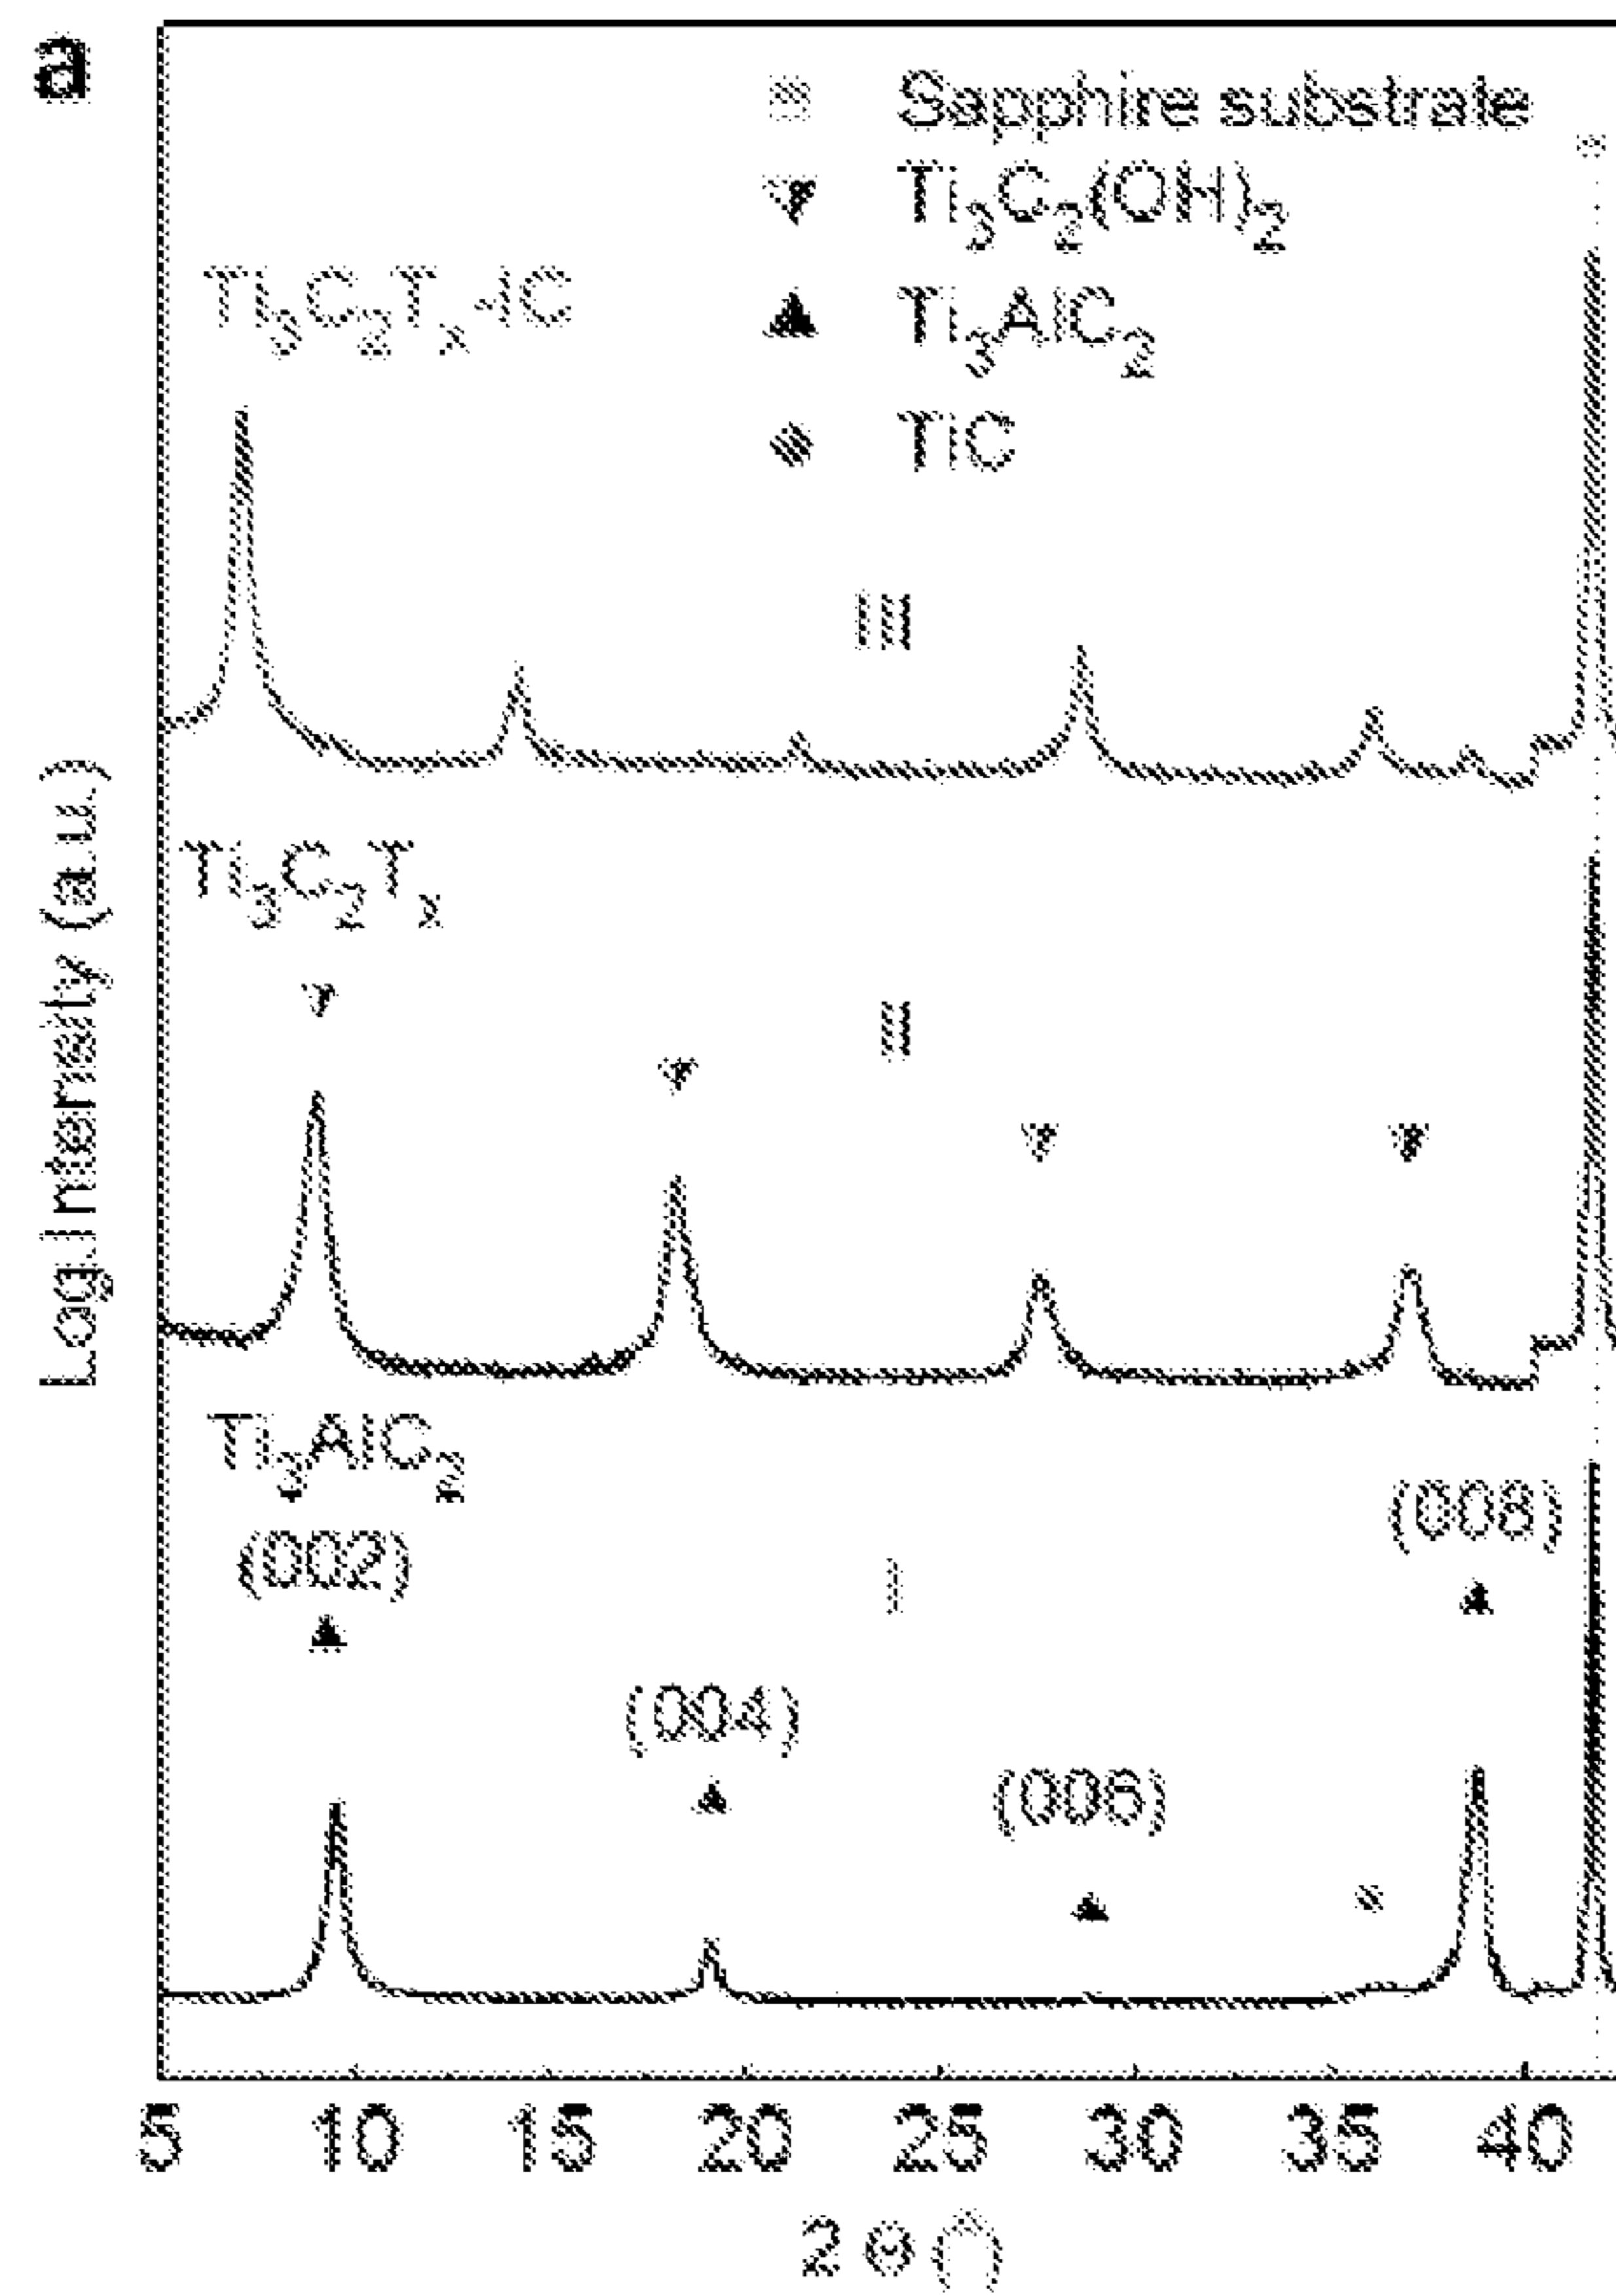 a
Sapphire substrate
Ti₃C₂(OH)₂
Ti₃AlC₂
TiC
Ti₃C₂Tₓ-IC
III
Ti₃C₂Tₓ
II
Ti₃AlC₂
(002)
(008)
I
(004)
(006)
Log.Intensity (a.u.)
5 10 15 20 25 30 35 40
2 Θ (°)